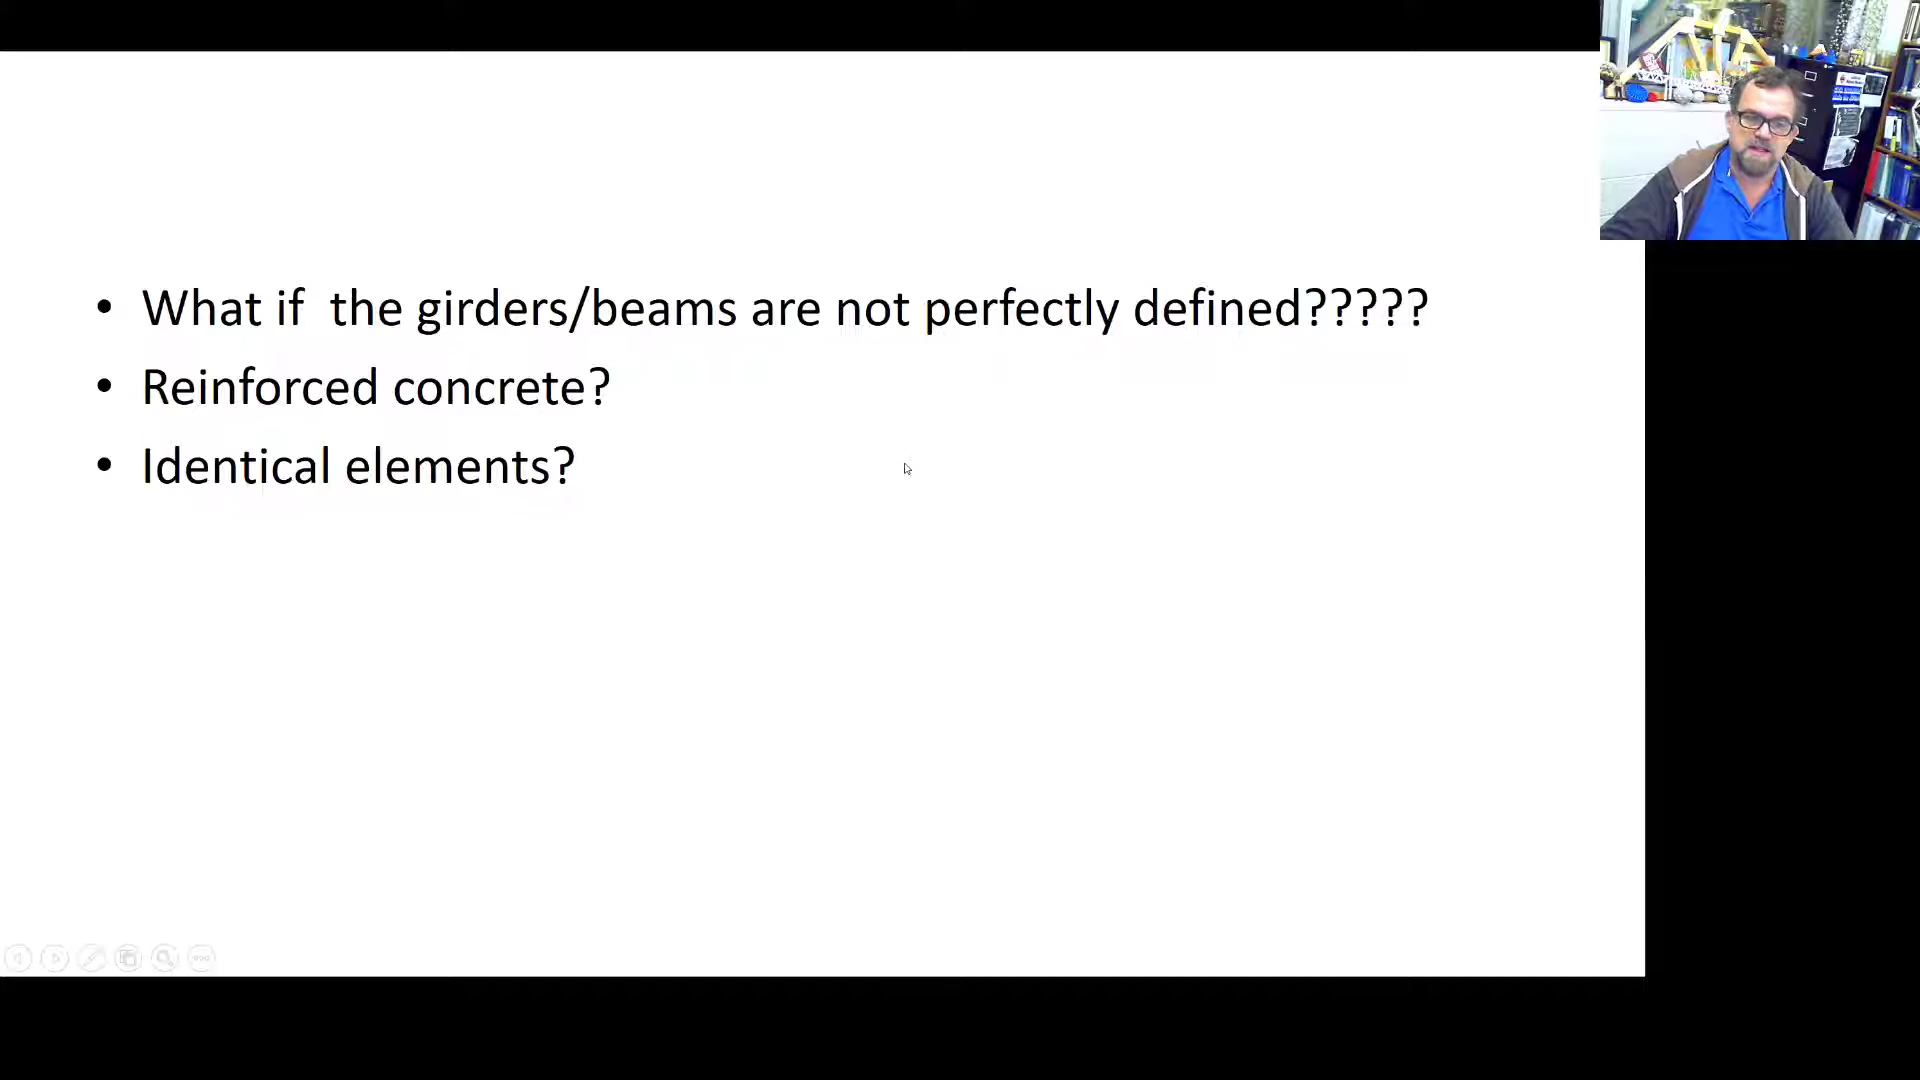 • What if  the girders/beams are not perfectly defined?????
• Reinforced concrete?
• Identical elements?